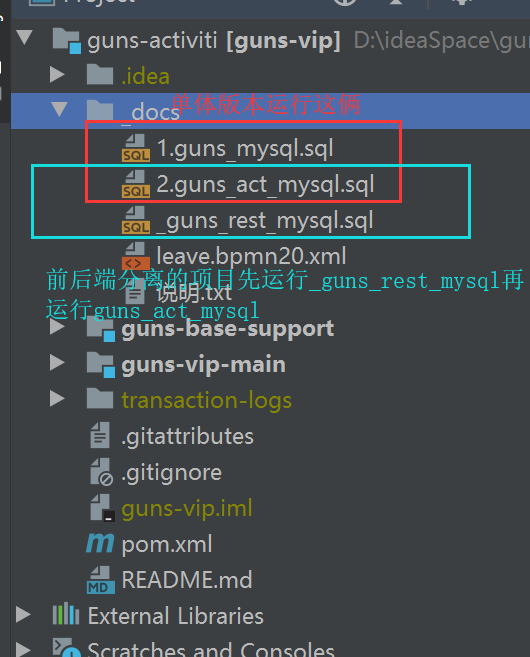 Project
guns-activiti [guns-vip] D:\ideaSpace\gun
.idea
_docs 单体版本运行这俩
1.guns_mysql.sql
2.guns_act_mysql.sql
_guns_rest_mysql.sql
leave.bpmn20.xml
前后端分离的项目先运行_guns_rest_mysql再
说明.txt
运行guns_act_mysql
guns-base-support
guns-vip-main
transaction-logs
.gitattributes
.gitignore
guns-vip.iml
pom.xml
README.md
External Libraries
Scratches and Consoles